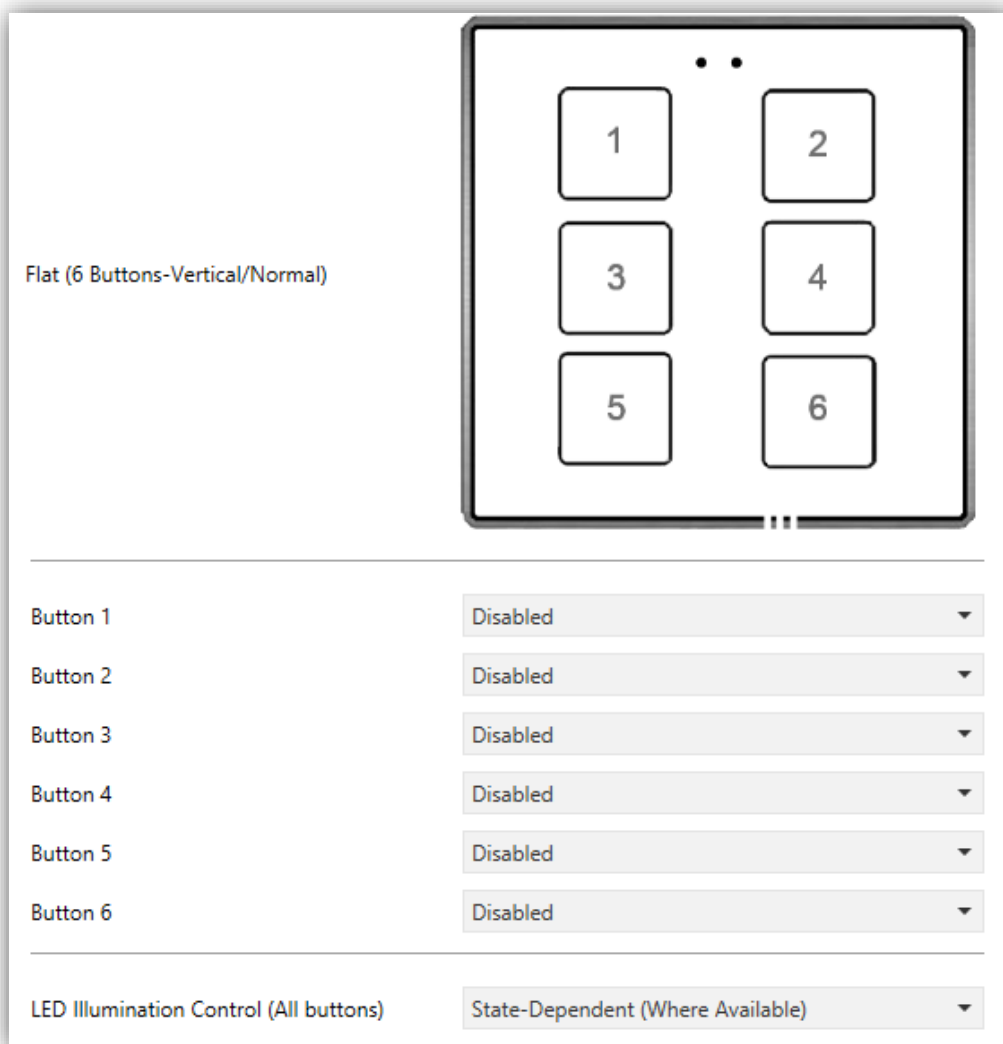 1 2
Flat (6 Buttons-Vertical/Normal)
3 4
5 6
Button 1 Disabled
Button 2 Disabled
Button 3 Disabled
Button 4 Disabled
Button 5 Disabled
Button 6 Disabled
LED Illumination Control (All buttons) State-Dependent (Where Available)